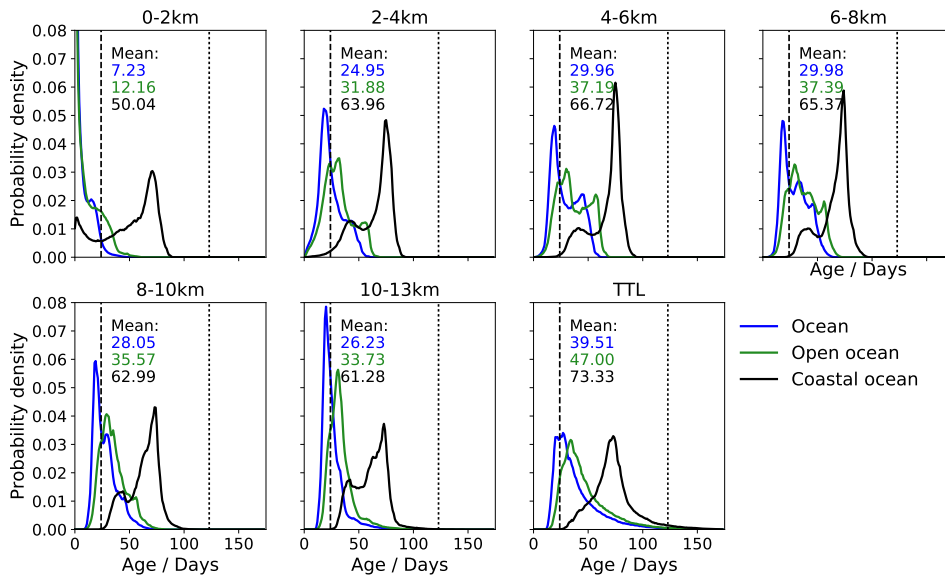 0-2km
2-4km
4-6km
6-8km
Probability density
0.08
0.07
0.06
0.05
0.04
0.03
0.02
0.01
0.00
Mean:
7.23
12.16
50.04
Mean:
24.95
31.88
63.96
Mean:
29.96
37.19
66.72
Mean:
29.98
37.39
65.37
Age / Days
8-10km
10-13km
TTL
Probability density
0.08
0.07
0.06
0.05
0.04
0.03
0.02
0.01
0.00
Mean:
28.05
35.57
62.99
Mean:
26.23
33.73
61.28
Mean:
39.51
47.00
73.33
Ocean
Open ocean
Coastal ocean
0 50 100 150
0 50 100 150
0 50 100 150
Age / Days
Age / Days
Age / Days